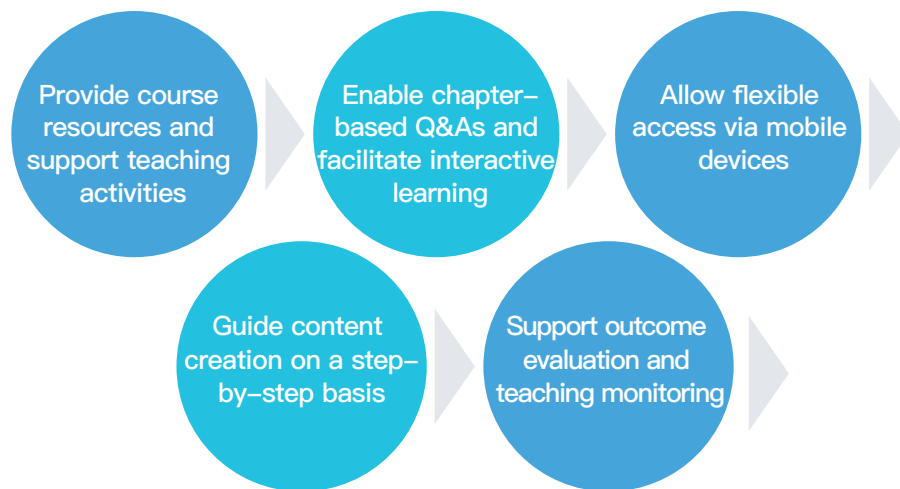 Provide course
resources and
support teaching
activities
Enable chapter–
based Q&As and
facilitate interactive
learning
Allow flexible
access via mobile
devices
Guide content
creation on a step–
by–step basis
Support outcome
evaluation and
teaching monitoring